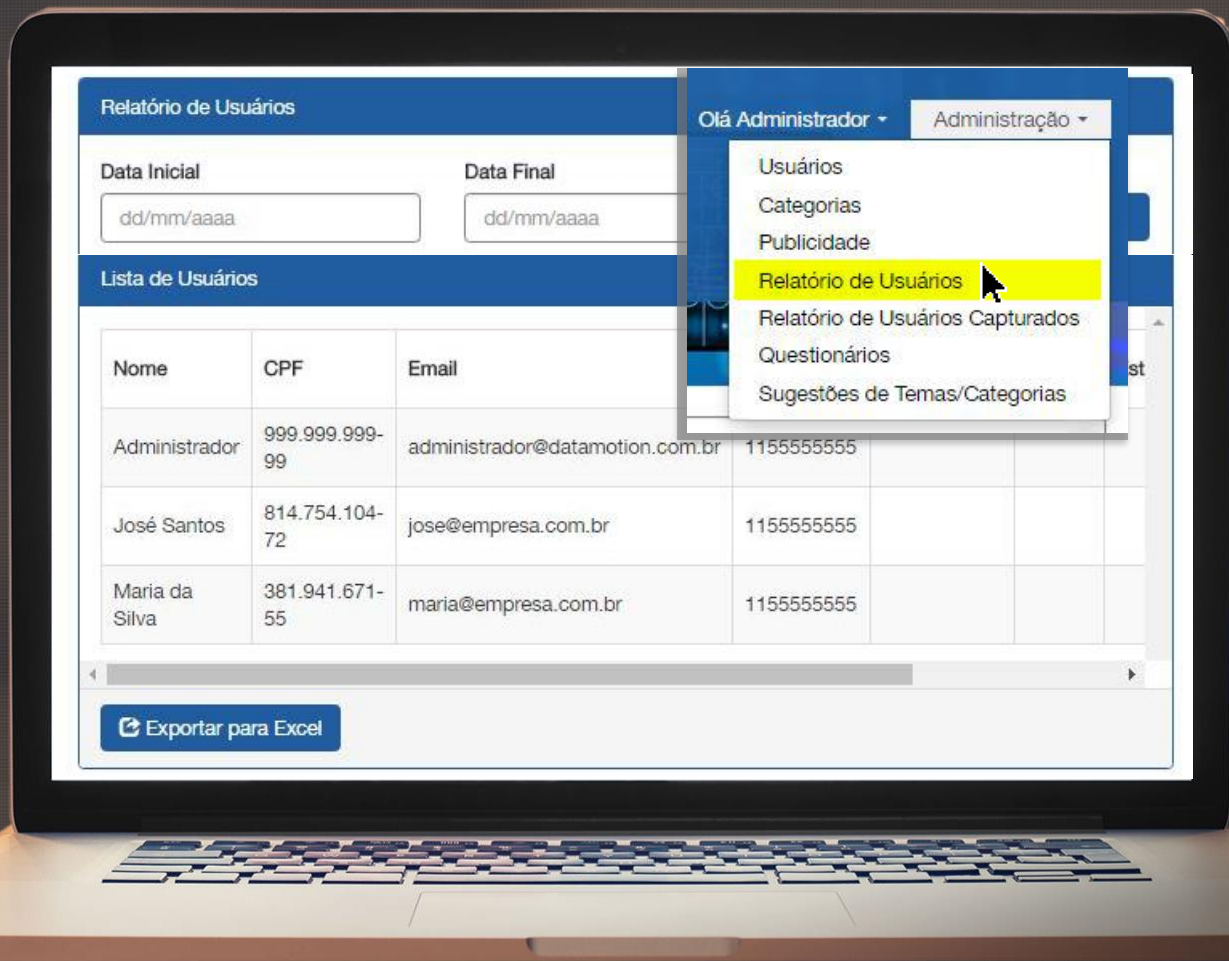 Relatório de Usuários
Olá Administrador
Administração
Data Inicial
Data Final
dd/mm/aaaa
dd/mm/aaaa
Usuários
Categorias
Publicidade
Relatório de Usuários
Relatório de Usuários Capturados
Questionários
Sugestões de Temas/Categorias
Lista de Usuários
Nome
CPF
Email
st
Administrador
999.999.999-
99
administrador@datamotion.com.br
1155555555
José Santos
814.754.104-
72
jose@empresa.com.br
1155555555
Maria da
Silva
381.941.671-
55
maria@empresa.com.br
1155555555
Exportar para Excel